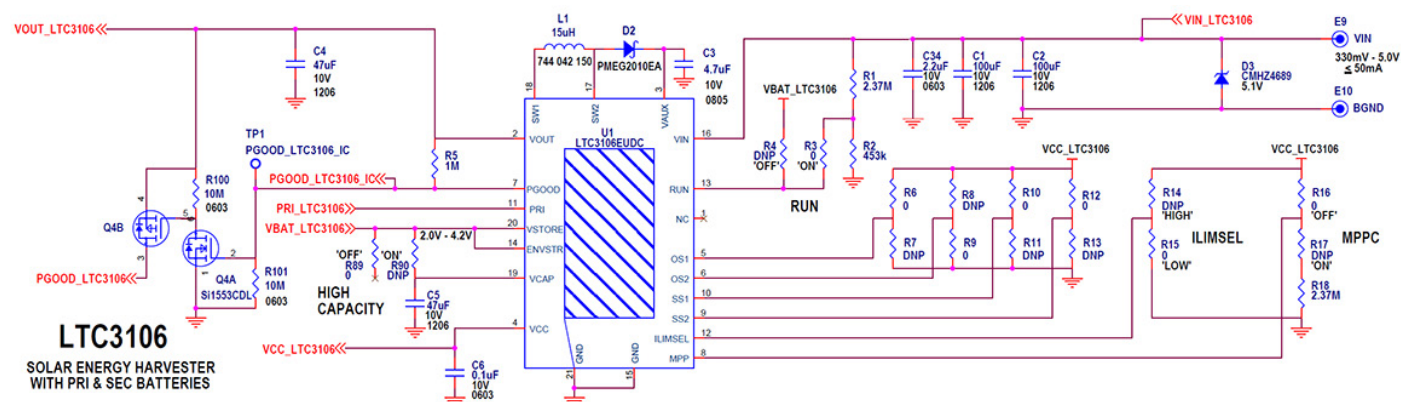 VOUT_LTC3106
C4
47uF
10V
1206
TP1
PGOOD_LTC3106_IC
R100
10M
0603
PGOOD_LTC3106_IC
R5
1M
PRI_LTC3106
VBAT_LTC3106
2.0V - 4.2V
Q4B
4
3
5
6
2
1
PGOOD_LTC3106
Q4A
Si1553CDL
R101
10M
0603
'OFF'
R89
0
'ON'
R90
DNP
HIGH
CAPACITY
C5
47uF
10V
1206
VCC_LTC3106
C6
0.1uF
10V
0603
LTC3106
SOLAR ENERGY HARVESTER
WITH PRI & SEC BATTERIES
L1
15uH
744 042 150
D2
PMEG2010EA
C3
4.7uF
10V
0805
18
17
3
SW1
SW2
VAUX
U1
LTC3106EUDC
2
VOUT
7
PGOOD
11
PRI
20
VSTORE
14
ENVSTR
19
VCAP
4
VCC
GND
GND
21
15
VIN
16
RUN
13
NC
1
OS1
5
OS2
6
SS1
10
SS2
9
ILIMSEL
12
MPP
8
VBAT_LTC3106
R4
DNP
'OFF'
R3
0
'ON'
R1
2.37M
R2
453k
RUN
C34
2.2uF
10V
0603
C1
100uF
10V
1206
C2
100uF
10V
1206
VIN_LTC3106
D3
CMHZ4689
5.1V
E9
VIN
330mV - 5.0V
≤ 50mA
E10
BGND
VCC_LTC3106
R6
0
R8
DNP
R10
0
R12
0
R7
DNP
R9
0
R11
DNP
R13
DNP
VCC_LTC3106
R14
DNP
'HIGH'
R15
0
'LOW'
ILIMSEL
R16
0
'OFF'
R17
DNP
'ON'
R18
2.37M
MPPC